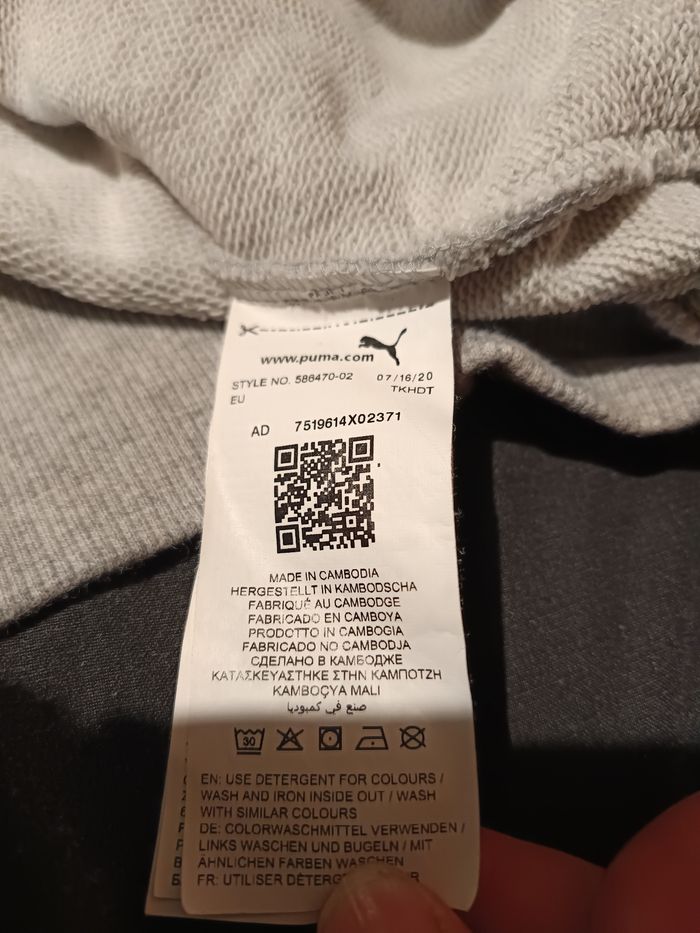 www.puma.com
STYLE NO. 586470-02 07/16/20
EU TKHDT
AD 7519614X02371
MADE IN CAMBODIA
HERGESTELLT IN KAMBODSCHA
FABRIQUÉ AU CAMBODGE
FABRICADO EN CAMBOYA
PRODOTTO IN CAMBOGIA
FABRICADO NO CAMBODJA
СДЕЛАНО В КАМБОДЖЕ
ΚΑΤΑΣΚΕΥΑΣΤΗΚΕ ΣΤΗΝ ΚΑΜΠΟΤΖΗ
KAMBOÇYA MALI
صنع في كمبوديا
30
EN: USE DETERGENT FOR COLOURS /
WASH AND IRON INSIDE OUT / WASH
WITH SIMILAR COLOURS
DE: COLORWASCHMITTEL VERWENDEN /
LINKS WASCHEN UND BUGELN / MIT
ÄHNLICHEN FARBEN WASCHEN
FR: UTILISER